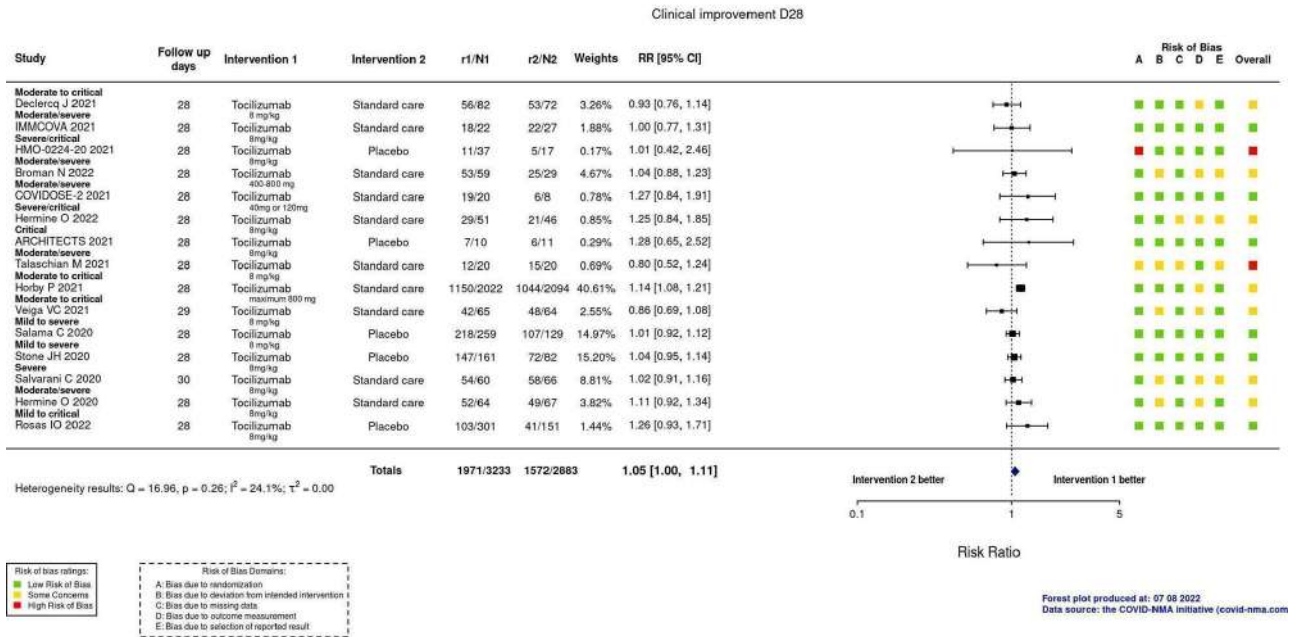 Clinical improvement D28
Study Follow up days Intervention 1 Intervention 2 r1/N1 r2/N2 Weights RR [95% CI] Risk of Bias A B C D E Overall
Moderate to critical
Declercq J 2021 28 Tocilizumab Standard care 56/82 53/72 3.26% 0.93 [0.76, 1.14]
Moderate/severe 8 mg/kg
IMMCOVA 2021 28 Tocilizumab Standard care 18/22 22/27 1.88% 1.00 [0.77, 1.31]
Severe/critical 8mg/kg
HMO-0224-20 2021 28 Tocilizumab Placebo 11/37 5/17 0.17% 1.01 [0.42, 2.46]
Moderate/severe 8mg/kg
Broman N 2022 28 Tocilizumab Standard care 53/59 25/29 4.67% 1.04 [0.88, 1.23]
Moderate/severe 400-800 mg
COVIDOSE-2 2021 28 Tocilizumab Standard care 19/20 6/8 0.78% 1.27 [0.84, 1.91]
Severe/critical 40mg or 120mg
Hermine O 2022 28 Tocilizumab Standard care 29/51 21/46 0.85% 1.25 [0.84, 1.85]
Critical 8mg/kg
ARCHITECTS 2021 28 Tocilizumab Placebo 7/10 6/11 0.29% 1.28 [0.65, 2.52]
Moderate/severe 8mg/kg
Talaschian M 2021 28 Tocilizumab Standard care 12/20 15/20 0.69% 0.80 [0.52, 1.24]
Moderate to critical 8 mg/kg
Horby P 2021 28 Tocilizumab Standard care 1150/2022 1044/2094 40.61% 1.14 [1.08, 1.21]
Moderate to critical maximum 800 mg
Veiga VC 2021 29 Tocilizumab Standard care 42/65 48/64 2.55% 0.86 [0.69, 1.08]
Mild to severe 8 mg/kg
Salama C 2020 28 Tocilizumab Placebo 218/259 107/129 14.97% 1.01 [0.92, 1.12]
Mild to severe 8 mg/kg
Stone JH 2020 28 Tocilizumab Placebo 147/161 72/82 15.20% 1.04 [0.95, 1.14]
Severe 8mg/kg
Salvarani C 2020 30 Tocilizumab Standard care 54/60 58/66 8.81% 1.02 [0.91, 1.16]
Moderate/severe 8mg/kg
Hermine O 2020 28 Tocilizumab Standard care 52/64 49/67 3.82% 1.11 [0.92, 1.34]
Mild to critical 8mg/kg
Rosas IO 2022 28 Tocilizumab Placebo 103/301 41/151 1.44% 1.26 [0.93, 1.71]
8mg/kg
Totals 1971/3233 1572/2883 1.05 [1.00, 1.11]
Intervention 2 better Intervention 1 better
Heterogeneity results: Q = 16.96, p = 0.26; I² = 24.1%; τ² = 0.00
0.1 1 5
Risk Ratio
Risk of bias ratings:
Low Risk of Bias
Some Concerns
High Risk of Bias
Risk of Bias Domains:
A: Bias due to randomization
B: Bias due to deviation from intended intervention
C: Bias due to missing data
D: Bias due to outcome measurement
E: Bias due to selection of reported result
Forest plot produced at: 07 08 2022
Data source: the COVID-NMA initiative (covid-nma.com